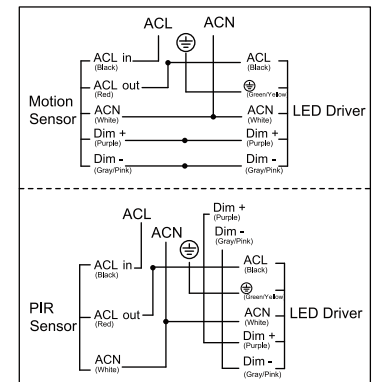 ACL ACN
ACL in
(Black)
ACL out
(Red)
ACN
(White)
Dim +
(Purple)
Dim -
(Gray/Pink)
Motion
Sensor
ACL
(Black)
(Green/Yellow
ACN
(White)
Dim +
(Purple)
Dim -
(Gray/Pink)
LED Driver
ACL
ACN
Dim +
(Purple)
Dim -
(Gray/Pink)
ACL in
(Black)
ACL out
(Red)
ACN
(White)
PIR
Sensor
ACL
(Black)
(Green/Yellow
ACN
(White)
Dim +
(Purple)
Dim -
(Gray/Pink)
LED Driver